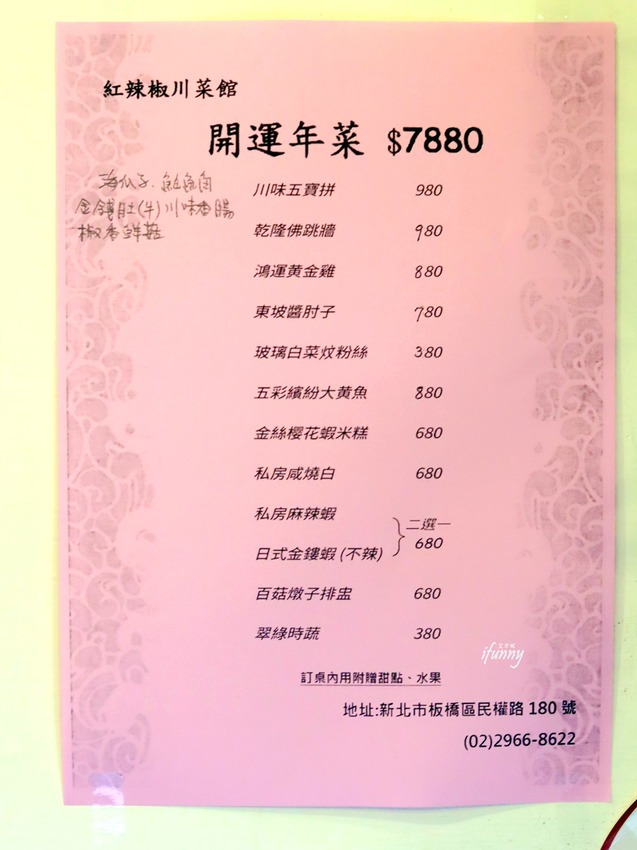 紅辣椒川菜館
開運年菜 $7880
海瓜子.鮑魚肉
金錢肚(牛)川味香腸
椒香鮮菇
川味五寶拼 980
乾隆佛跳牆 980
鴻運黃金雞 880
東坡醬肘子 780
玻璃白菜炆粉絲 380
五彩繽紛大黃魚 880
金絲櫻花蝦米糕 680
私房咸燒白 680
私房麻辣蝦
二選一
680
日式金鏤蝦 (不辣)
百菇燉子排盅 680
翠綠時蔬 380
ifunny
訂桌內用附贈甜點、水果
地址:新北市板橋區民權路 180 號
(02)2966-8622